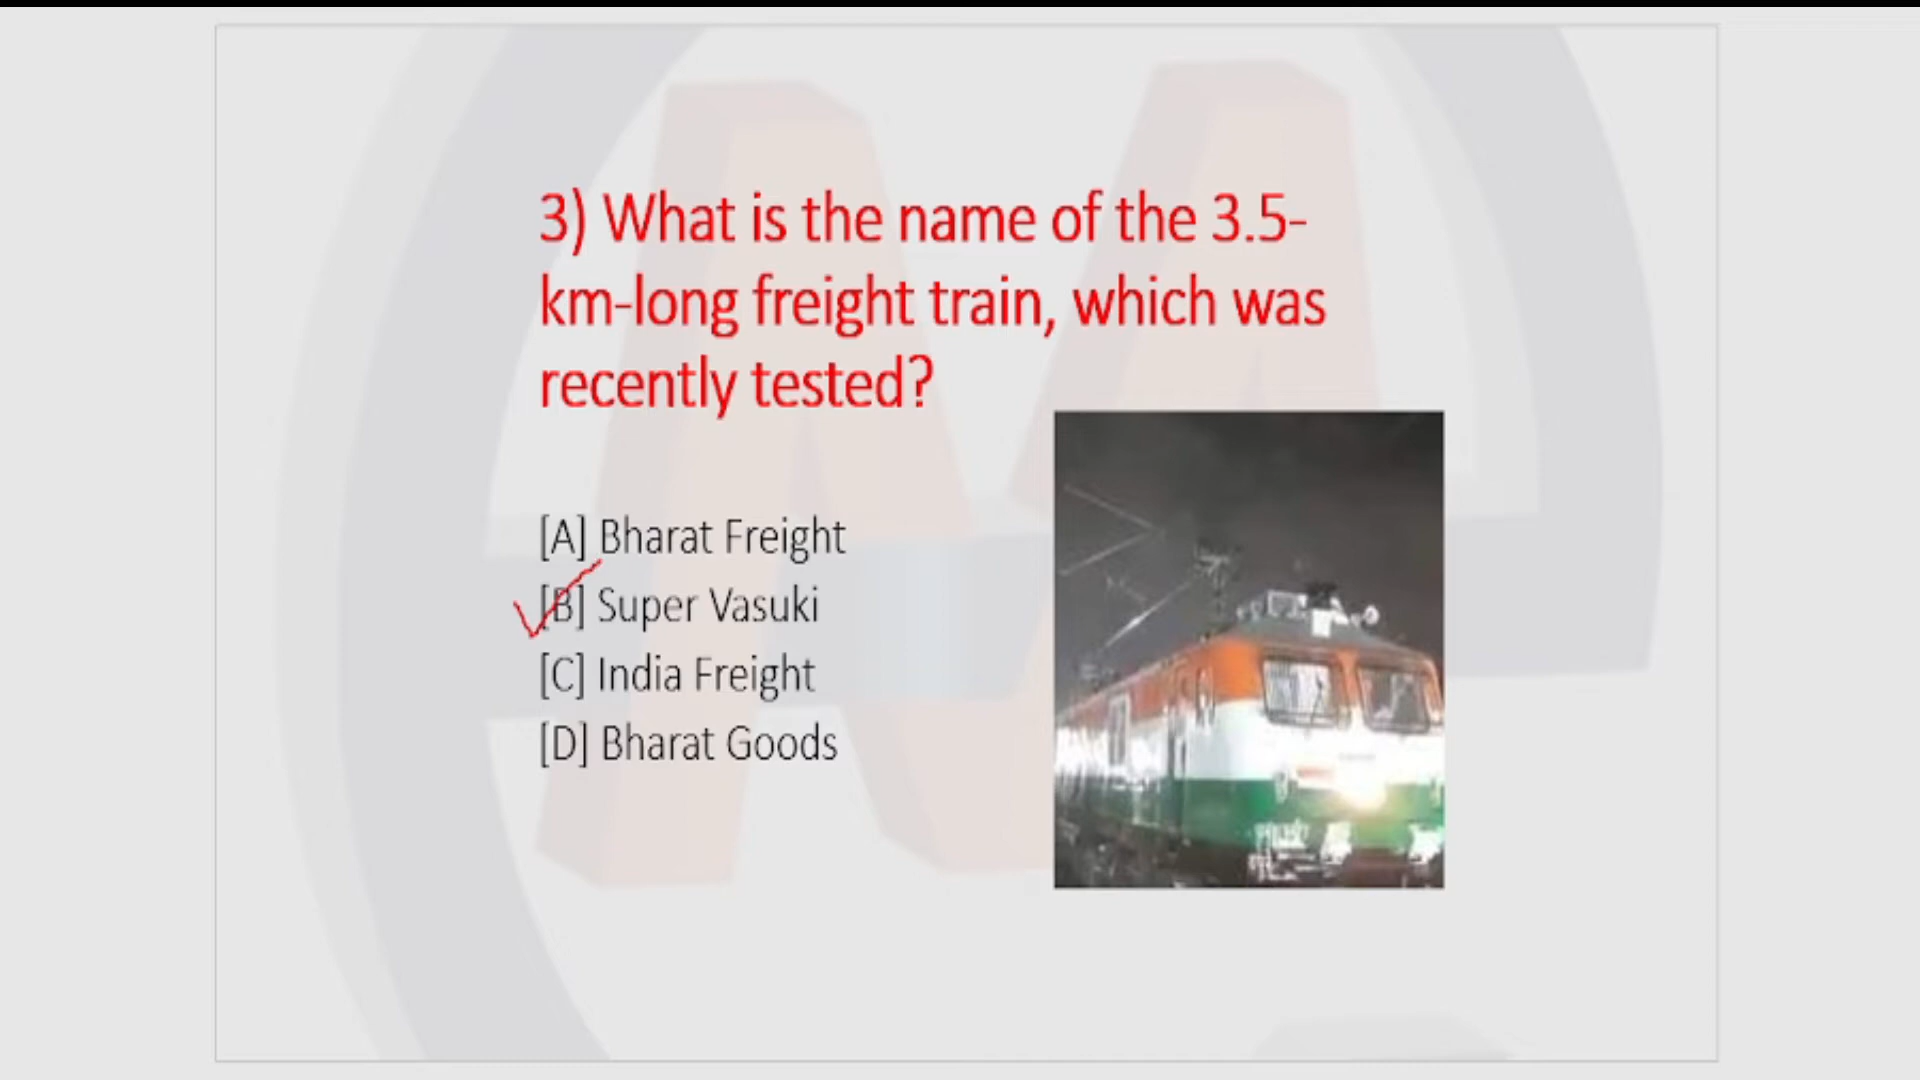 3) What is the name of the 3.5-
km-long freight train, which was
recently tested?
[A] Bharat Freight
[B] Super Vasuki
[C] India Freight
[D] Bharat Goods